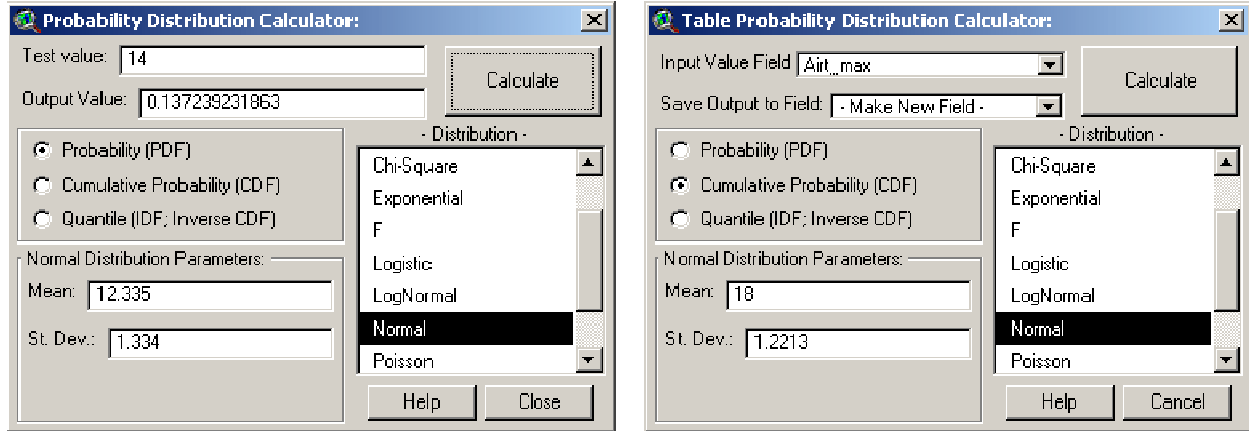 Probability Distribution Calculator:
Test value: 14
Output Value: 0.137239231863
Calculate
Probability (PDF)
Cumulative Probability (CDF)
Quantile (IDF; Inverse CDF)
Normal Distribution Parameters:
Mean: 12.335
St. Dev.: 1.334
- Distribution -
Chi-Square
Exponential
F
Logistic
LogNormal
Normal
Poisson
Help Close
Table Probability Distribution Calculator:
Input Value Field Airt_max
Save Output to Field: - Make New Field -
Calculate
Probability (PDF)
Cumulative Probability (CDF)
Quantile (IDF; Inverse CDF)
Normal Distribution Parameters:
Mean: 18
St. Dev.: 1.2213
- Distribution -
Chi-Square
Exponential
F
Logistic
LogNormal
Normal
Poisson
Help Cancel